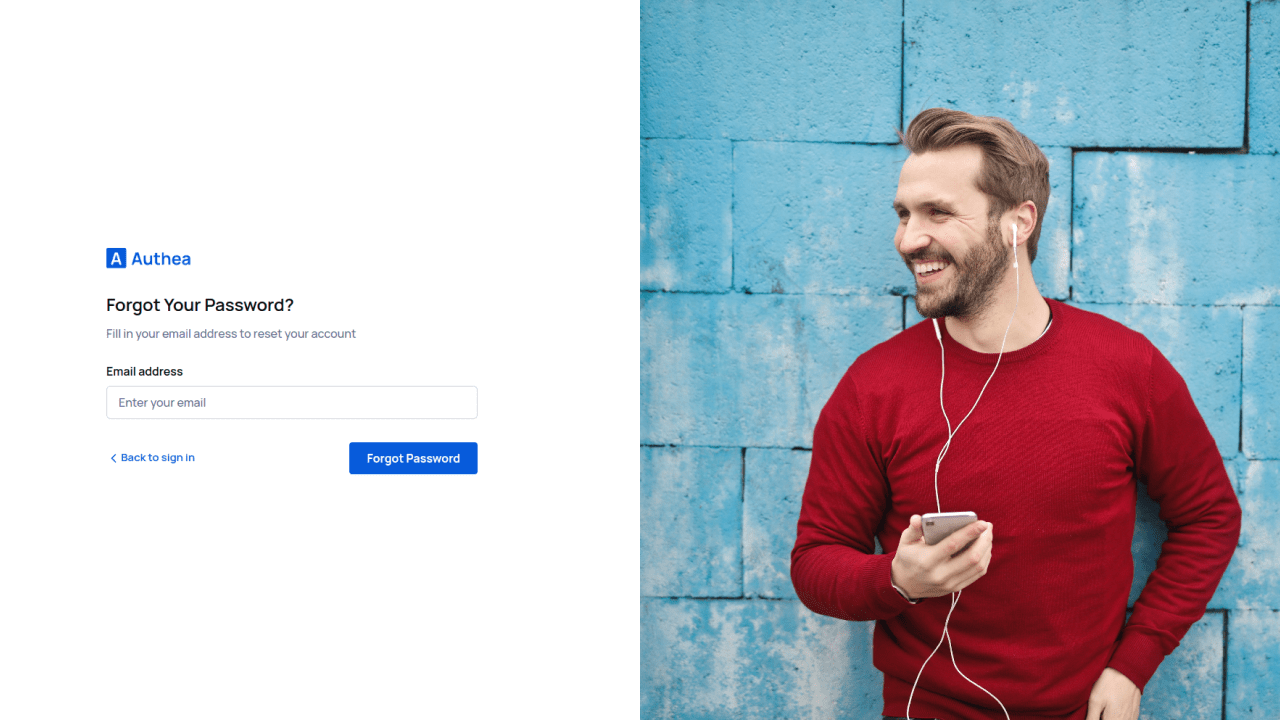 A Authea
Forgot Your Password?
Fill in your email address to reset your account
Email address
Enter your email
Back to sign in
Forgot Password